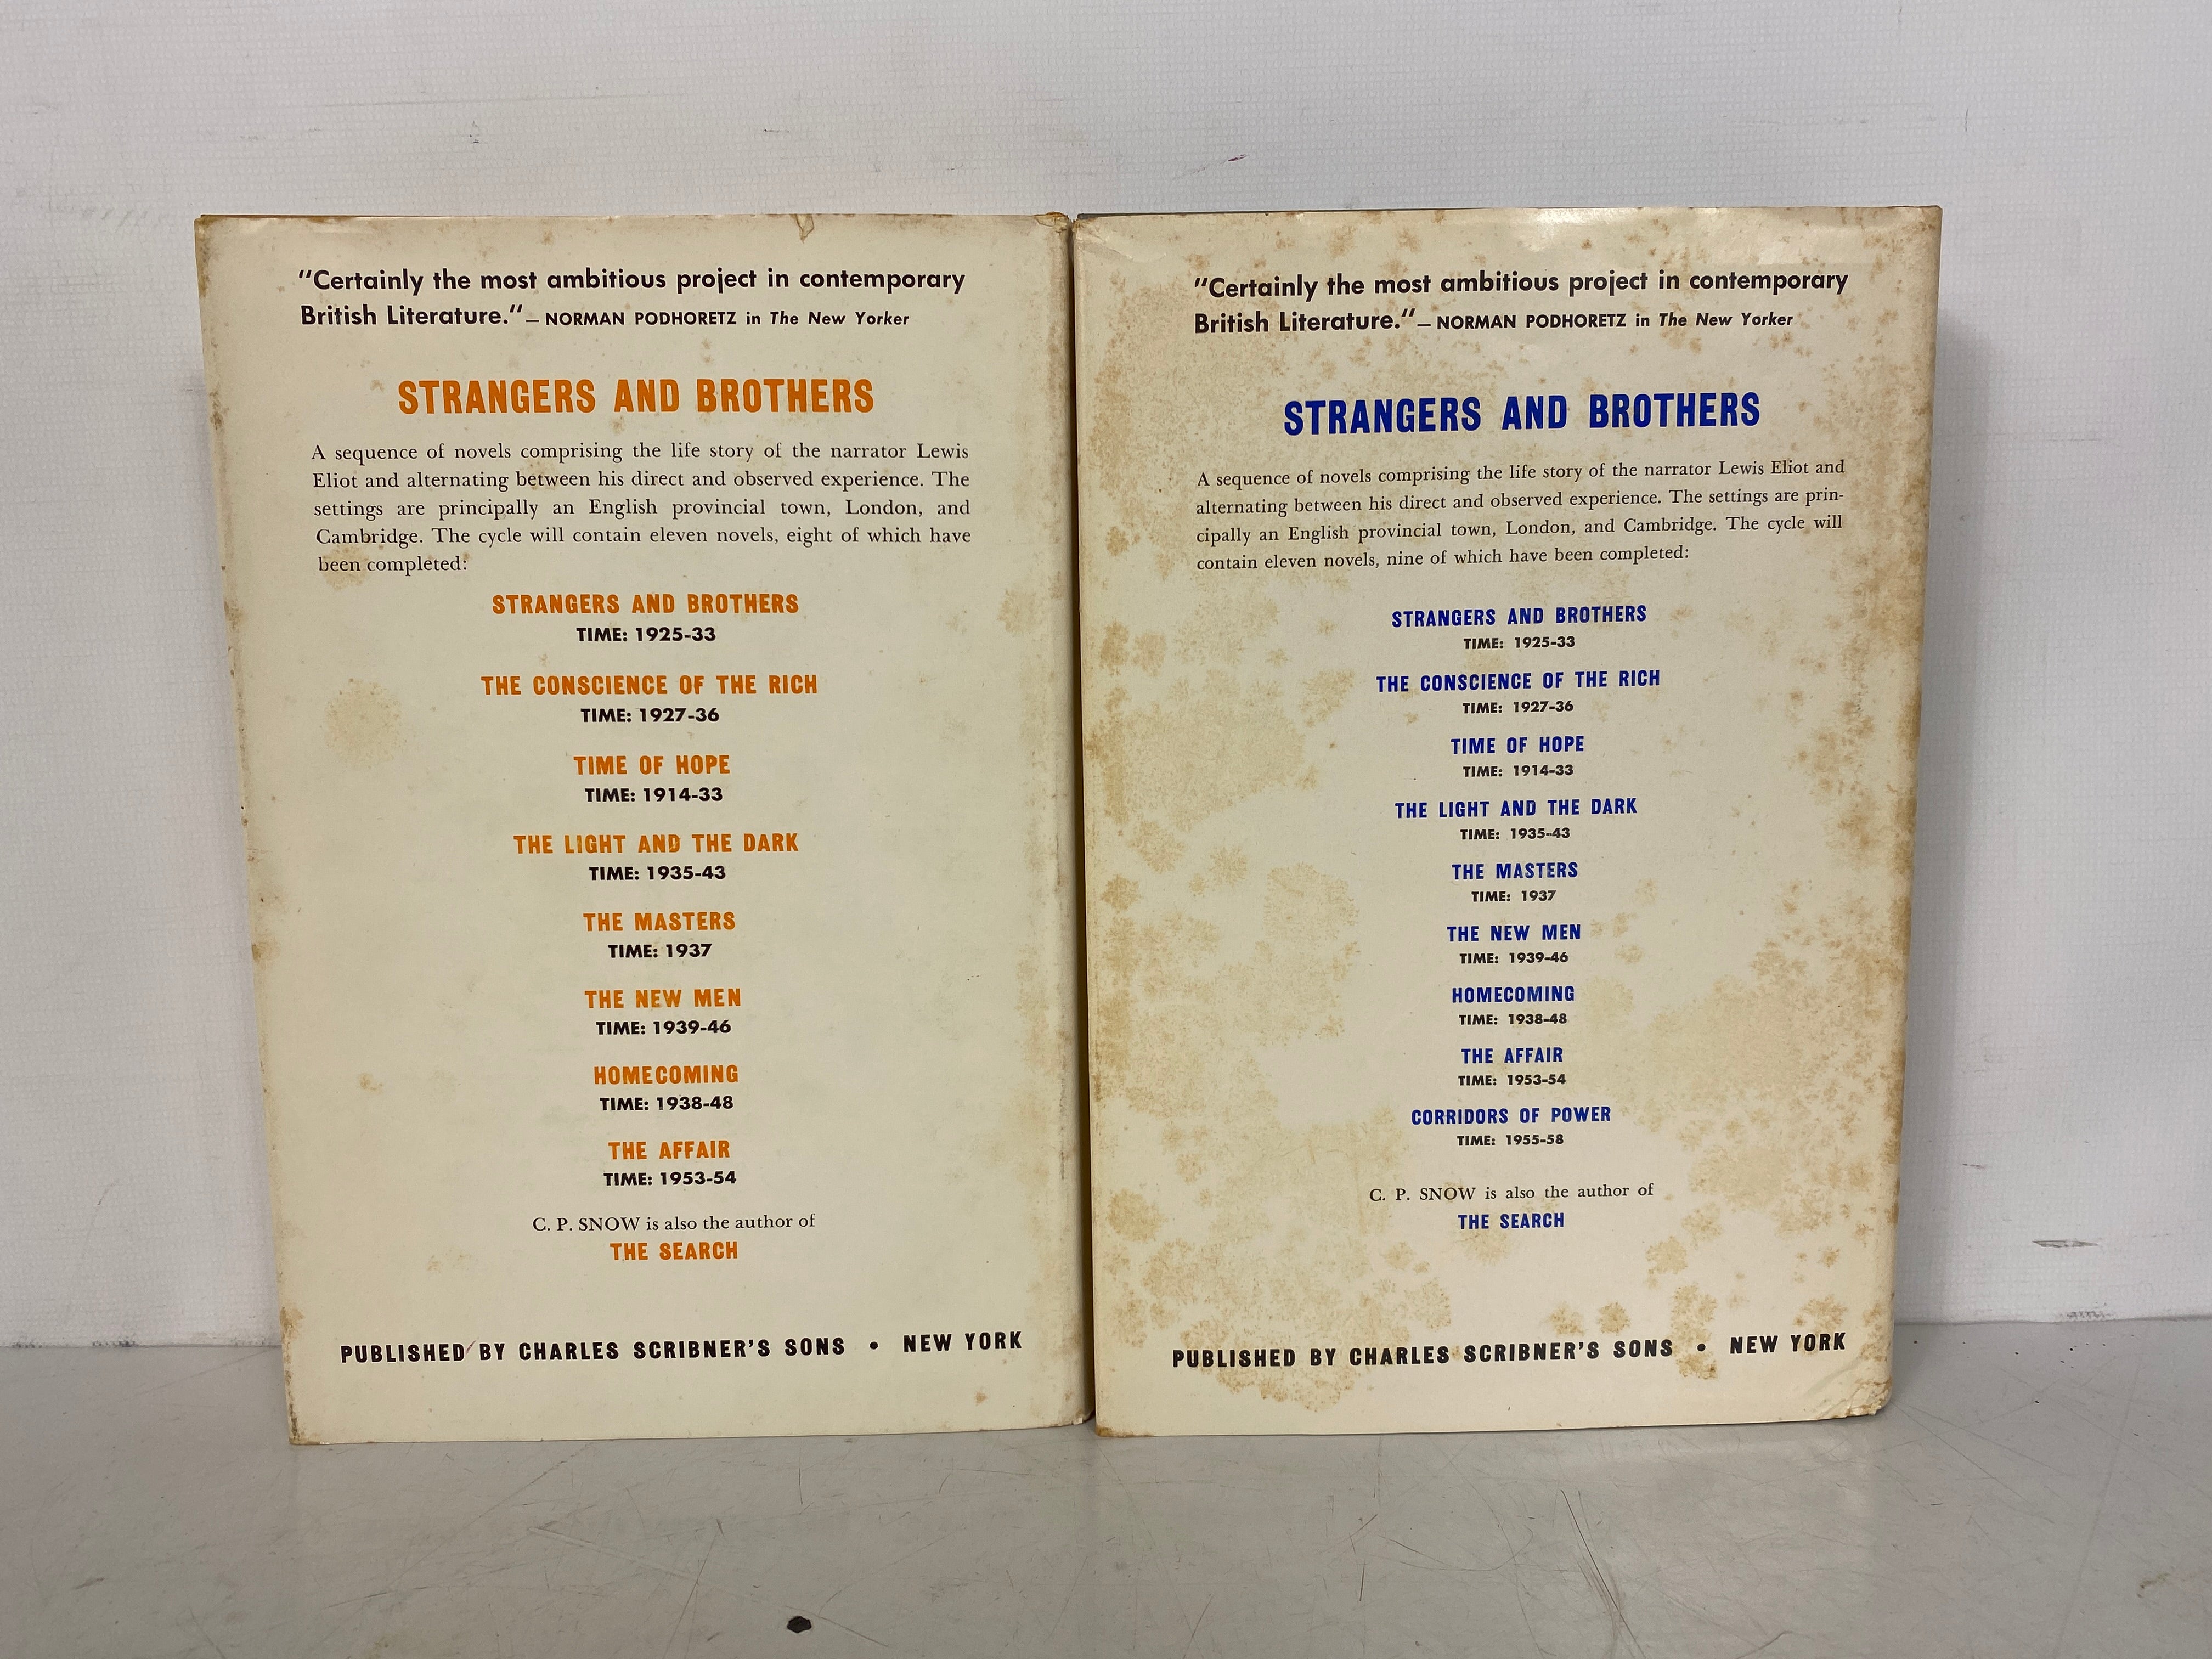 "Certainly the most ambitious project in contemporary
British Literature."— NORMAN PODHORETZ in The New Yorker
STRANGERS AND BROTHERS
A sequence of novels comprising the life story of the narrator Lewis
Eliot and alternating between his direct and observed experience. The
settings are principally an English provincial town, London, and
Cambridge. The cycle will contain eleven novels, eight of which have
been completed:
STRANGERS AND BROTHERS
TIME: 1925-33
THE CONSCIENCE OF THE RICH
TIME: 1927-36
TIME OF HOPE
TIME: 1914-33
THE LIGHT AND THE DARK
TIME: 1935-43
THE MASTERS
TIME: 1937
THE NEW MEN
TIME: 1939-46
HOMECOMING
TIME: 1938-48
THE AFFAIR
TIME: 1953-54
C. P. SNOW is also the author of
THE SEARCH
PUBLISHED BY CHARLES SCRIBNER'S SONS • NEW YORK
"Certainly the most ambitious project in contemporary
British Literature."— NORMAN PODHORETZ in The New Yorker
STRANGERS AND BROTHERS
A sequence of novels comprising the life story of the narrator Lewis Eliot and
alternating between his direct and observed experience. The settings are prin-
cipally an English provincial town, London, and Cambridge. The cycle will
contain eleven novels, nine of which have been completed:
STRANGERS AND BROTHERS
TIME: 1925-33
THE CONSCIENCE OF THE RICH
TIME: 1927-36
TIME OF HOPE
TIME: 1914-33
THE LIGHT AND THE DARK
TIME: 1935-43
THE MASTERS
TIME: 1937
THE NEW MEN
TIME: 1939-46
HOMECOMING
TIME: 1938-48
THE AFFAIR
TIME: 1953-54
CORRIDORS OF POWER
TIME: 1955-58
C. P. SNOW is also the author of
THE SEARCH
PUBLISHED BY CHARLES SCRIBNER'S SONS • NEW YORK